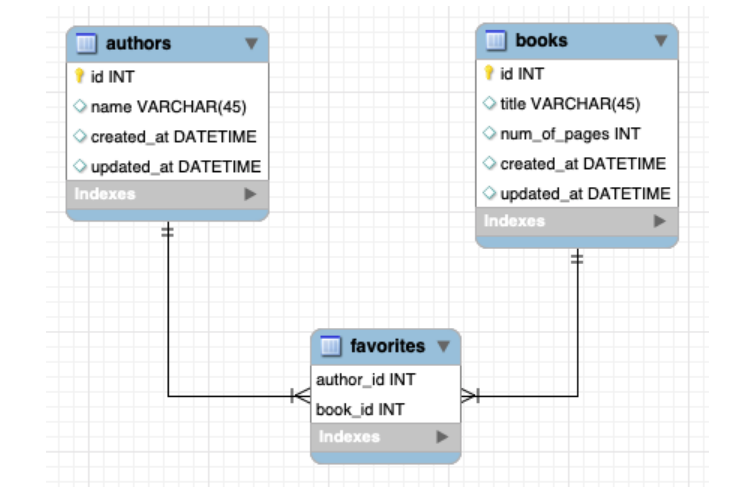 authors
id INT
name VARCHAR(45)
created_at DATETIME
updated_at DATETIME
Indexes
books
id INT
title VARCHAR(45)
num_of_pages INT
created_at DATETIME
updated_at DATETIME
Indexes
favorites
author_id INT
book_id INT
Indexes